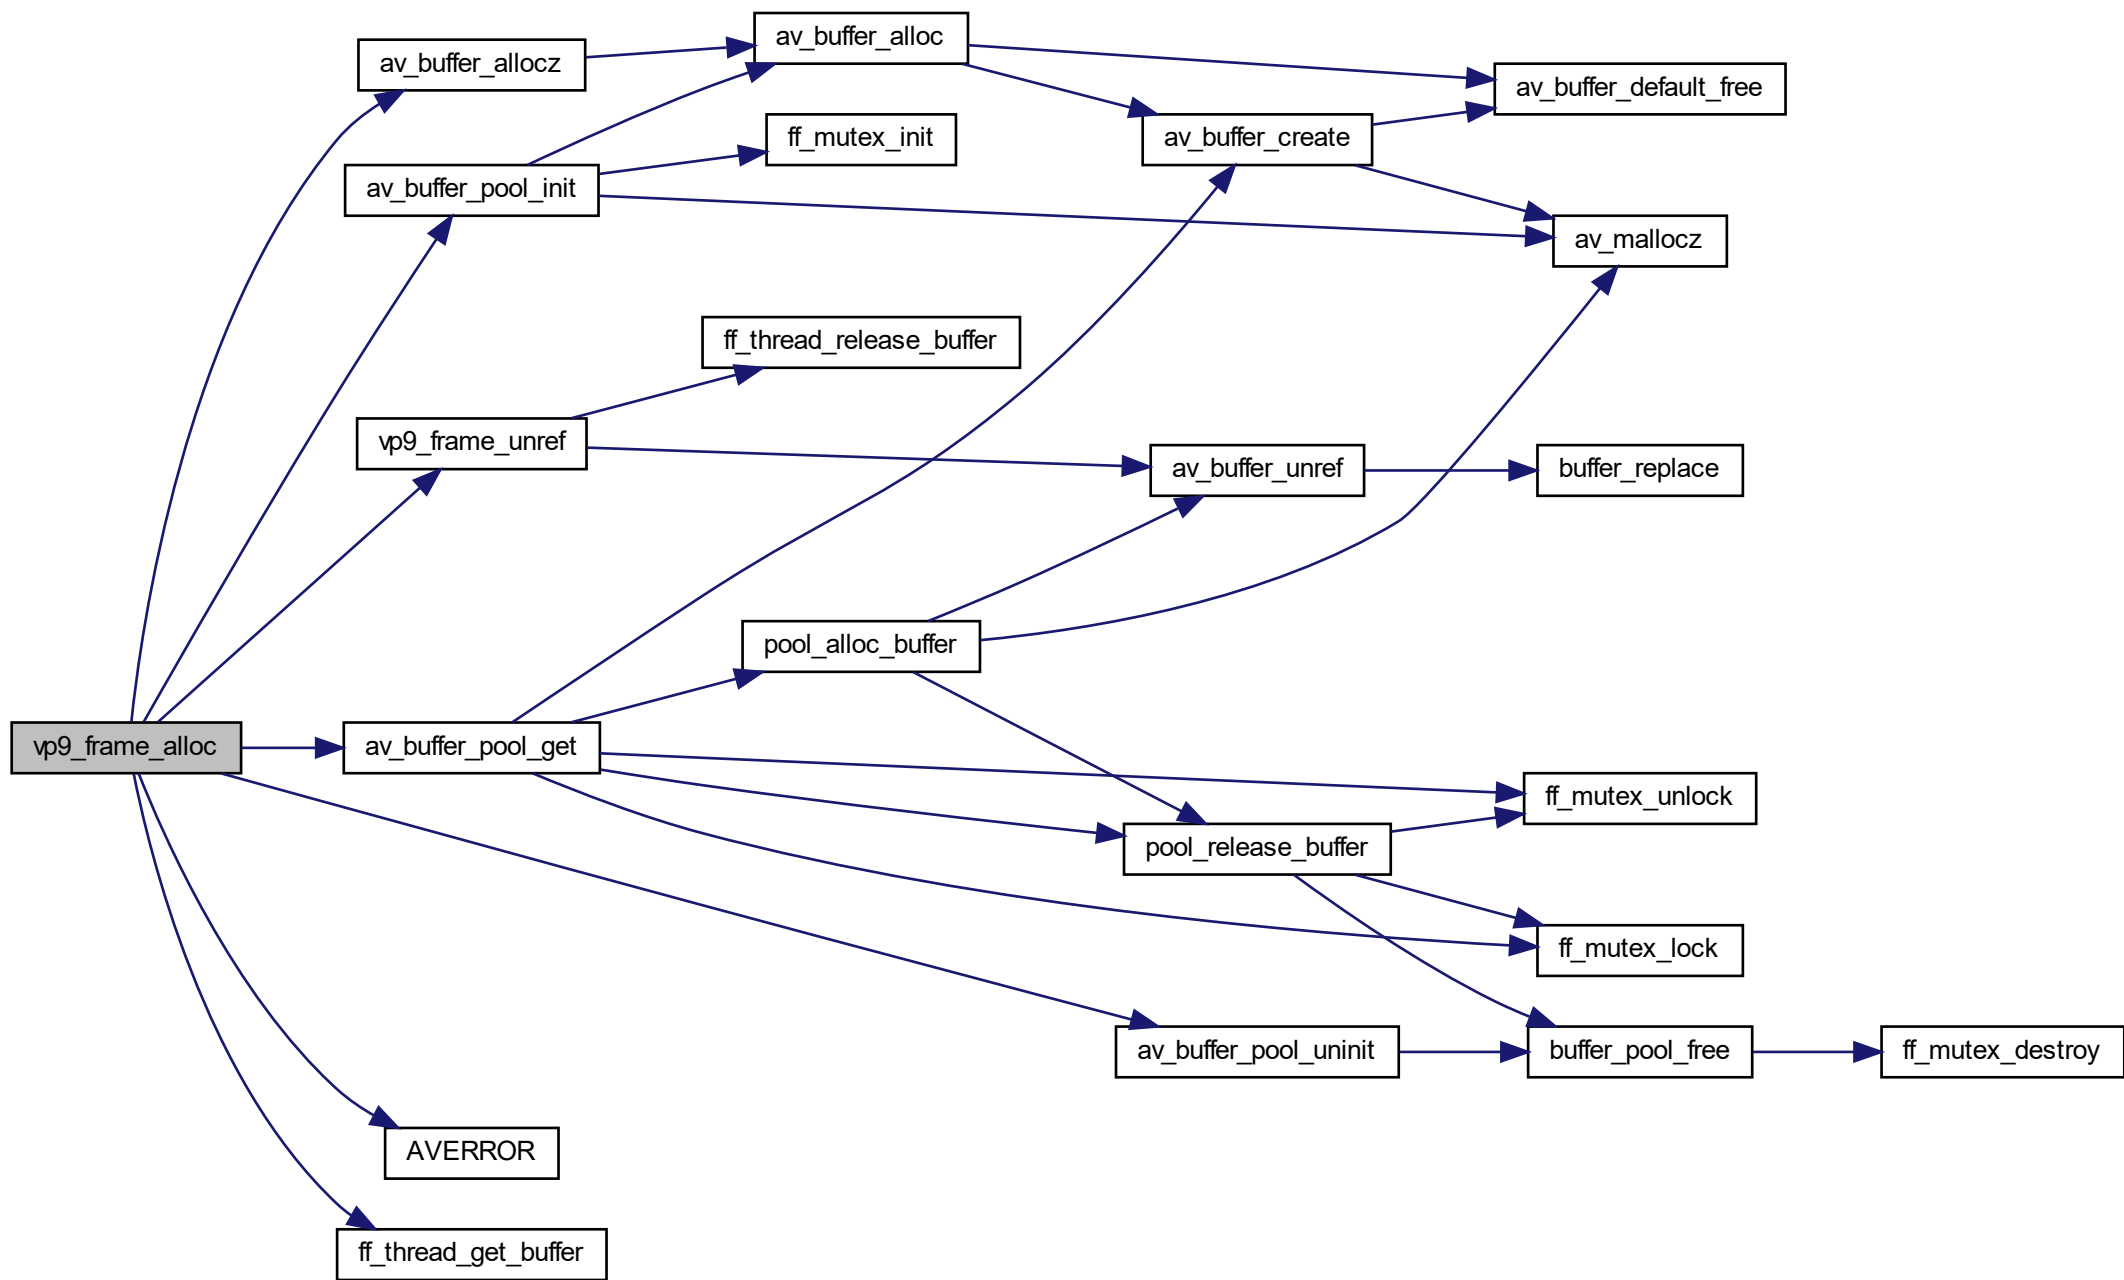 av_buffer_alloc
av_buffer_allocz
av_buffer_default_free
ff_mutex_init
av_buffer_create
av_buffer_pool_init
av_mallocz
ff_thread_release_buffer
vp9_frame_unref
av_buffer_unref
buffer_replace
pool_alloc_buffer
vp9_frame_alloc
av_buffer_pool_get
ff_mutex_unlock
pool_release_buffer
ff_mutex_lock
av_buffer_pool_uninit
buffer_pool_free
ff_mutex_destroy
AVERROR
ff_thread_get_buffer